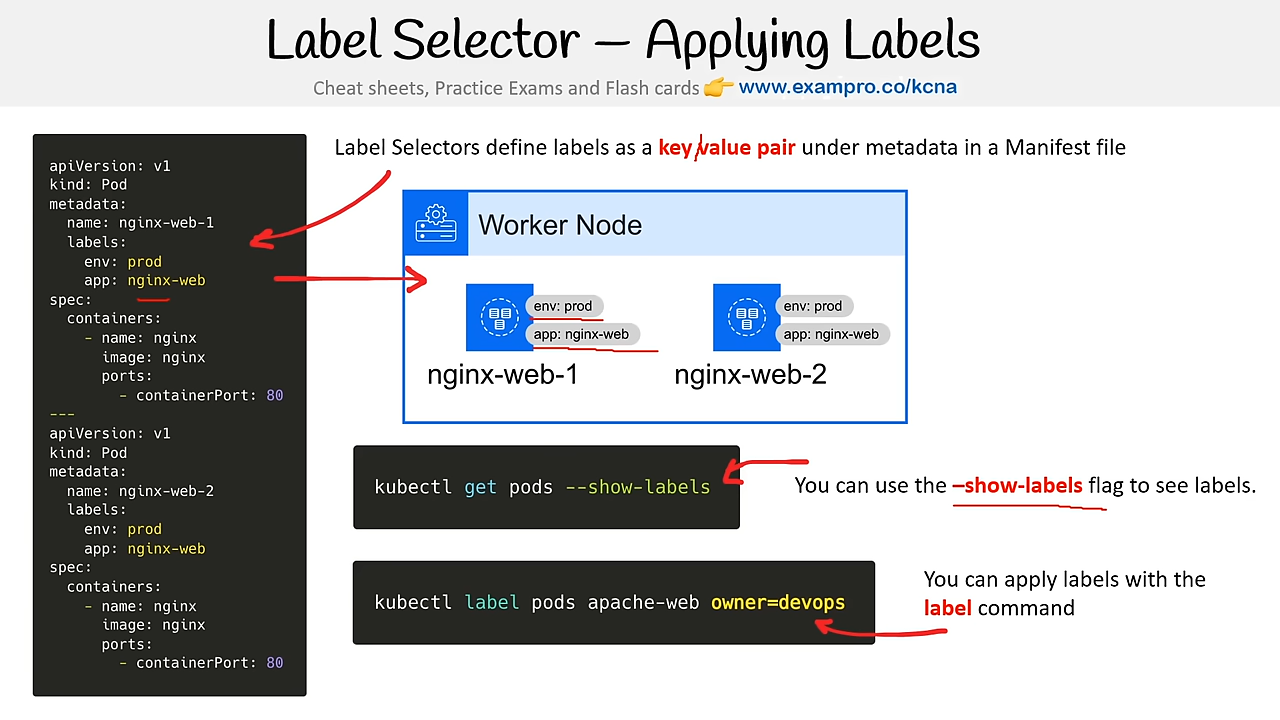 Label Selector – Applying Labels
Cheat sheets, Practice Exams and Flash cards 👉 www.exampro.co/kcna
apiVersion: v1
kind: Pod
metadata:
  name: nginx-web-1
  labels:
    env: prod
    app: nginx-web
spec:
  containers:
    - name: nginx
      image: nginx
      ports:
        - containerPort: 80
---
apiVersion: v1
kind: Pod
metadata:
  name: nginx-web-2
  labels:
    env: prod
    app: nginx-web
spec:
  containers:
    - name: nginx
      image: nginx
      ports:
        - containerPort: 80
Label Selectors define labels as a key value pair under metadata in a Manifest file
Worker Node
env: prod
app: nginx-web
nginx-web-1
env: prod
app: nginx-web
nginx-web-2
kubectl get pods --show-labels
You can use the –show-labels flag to see labels.
kubectl label pods apache-web owner=devops
You can apply labels with the
label command